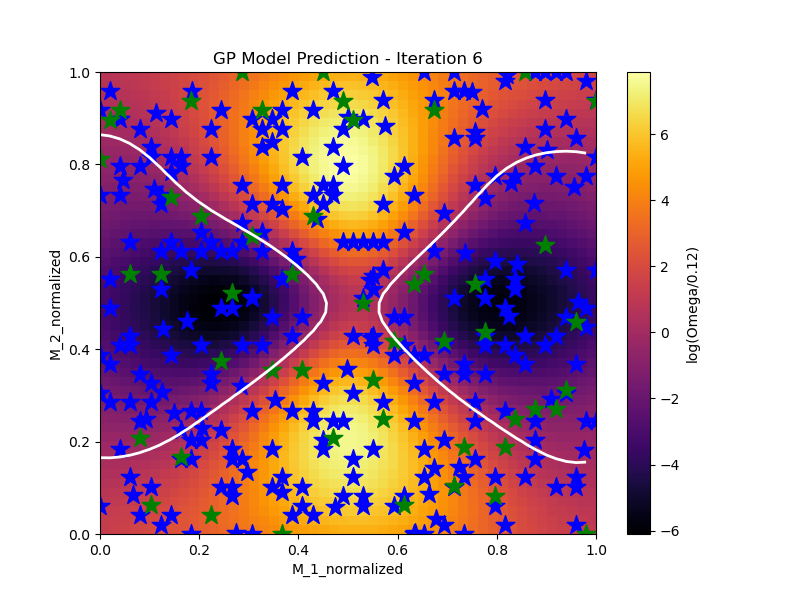 GP Model Prediction - Iteration 6
1.0
0.8
0.6
0.4
0.2
0.0
M_2_normalized
0.0 0.2 0.4 0.6 0.8 1.0
M_1_normalized
6
4
2
0
−2
−4
−6
log(Omega/0.12)